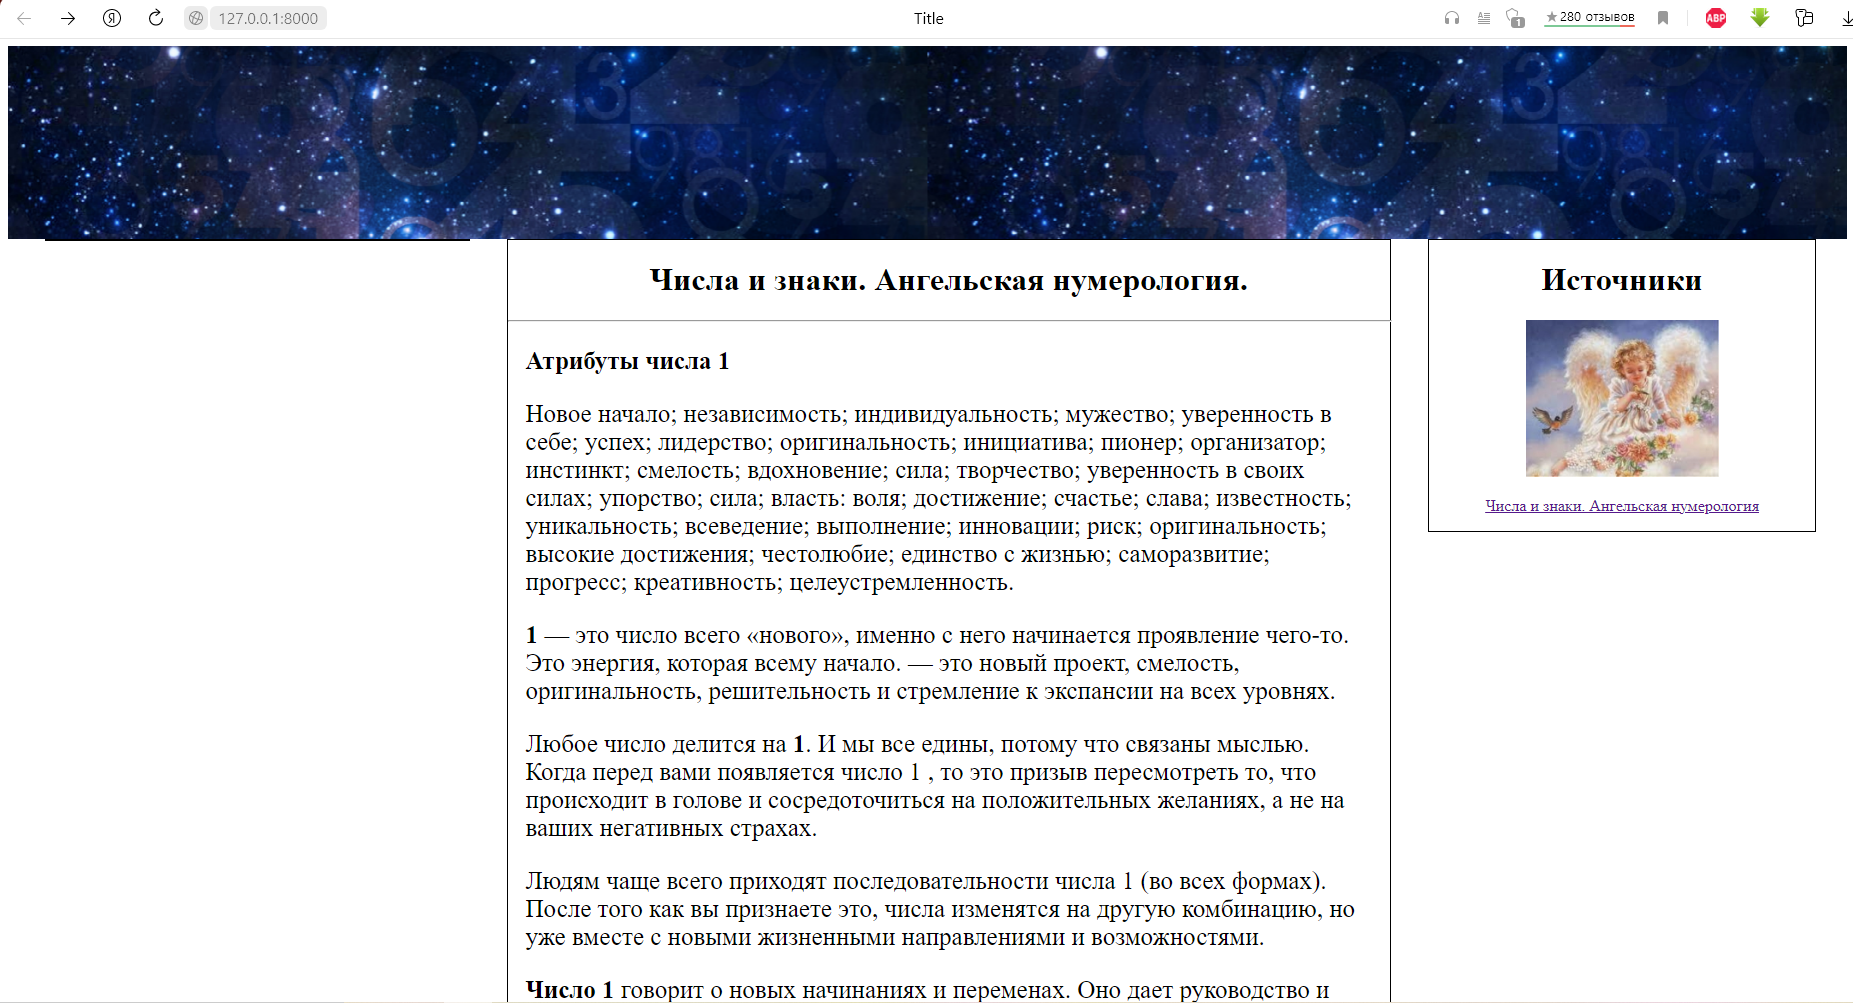 127.0.0.1:8000
Title
1
★280 отзывов
ABP
Числа и знаки. Ангельская нумерология.
Атрибуты числа 1
Новое начало; независимость; индивидуальность; мужество; уверенность в
себе; успех; лидерство; оригинальность; инициатива; пионер; организатор;
инстинкт; смелость; вдохновение; сила; творчество; уверенность в своих
силах; упорство; сила; власть: воля; достижение; счастье; слава; известность;
уникальность; всеведение; выполнение; инновации; риск; оригинальность;
высокие достижения; честолюбие; единство с жизнью; саморазвитие;
прогресс; креативность; целеустремленность.
1 — это число всего «нового», именно с него начинается проявление чего-то.
Это энергия, которая всему начало. — это новый проект, смелость,
оригинальность, решительность и стремление к экспансии на всех уровнях.
Любое число делится на 1. И мы все едины, потому что связаны мыслью.
Когда перед вами появляется число 1 , то это призыв пересмотреть то, что
происходит в голове и сосредоточиться на положительных желаниях, а не на
ваших негативных страхах.
Людям чаще всего приходят последовательности числа 1 (во всех формах).
После того как вы признаете это, числа изменятся на другую комбинацию, но
уже вместе с новыми жизненными направлениями и возможностями.
Число 1 говорит о новых начинаниях и переменах. Оно дает руководство и
Источники
Числа и знаки. Ангельская нумерология